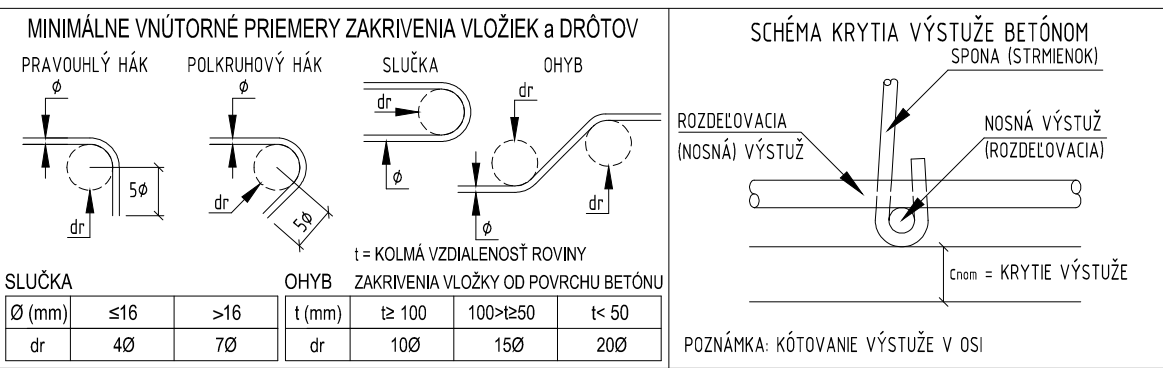 MINIMÁLNE VNÚTORNÉ PRIEMERY ZAKRIVENIA VLOŽIEK a DRÔTOV
PRAVOUHLÝ HÁK
POLKRUHOVÝ HÁK
SLUČKA
OHYB
Ø
5Ø
dr
Ø
dr
5Ø
dr
Ø
dr
Ø
dr
t = KOLMÁ VZDIALENOSŤ ROVINY
ZAKRIVENIA VLOŽKY OD POVRCHU BETÓNU
SLUČKA
Ø (mm) ≤16 >16
dr 4Ø 7Ø
OHYB
t (mm) t≥ 100 100>t≥50 t< 50
dr 10Ø 15Ø 20Ø
SCHÉMA KRYTIA VÝSTUŽE BETÓNOM
SPONA (STRMIENOK)
ROZDEĽOVACIA
(NOSNÁ) VÝSTUŽ
NOSNÁ VÝSTUŽ
(ROZDEĽOVACIA)
Cnom = KRYTIE VÝSTUŽE
POZNÁMKA: KÓTOVANIE VÝSTUŽE V OSI